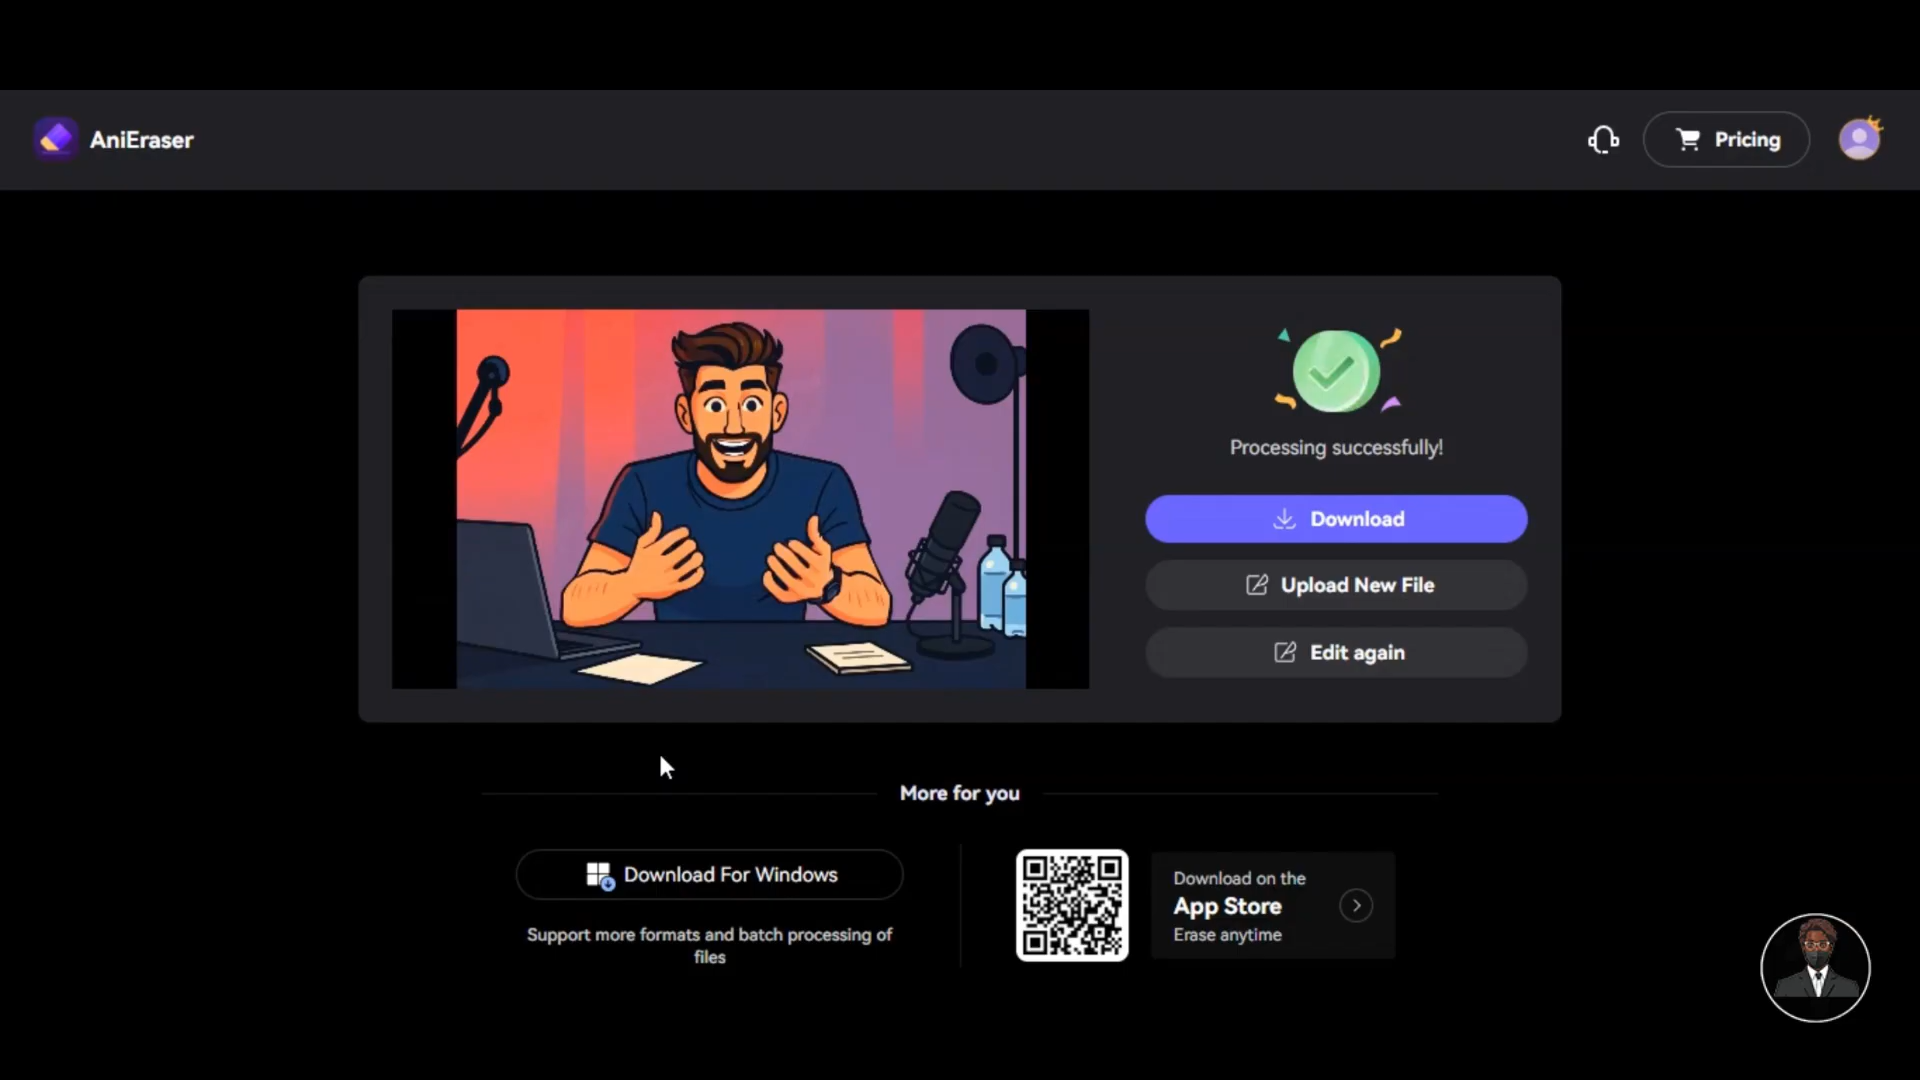 AniEraser
Pricing
Processing successfully!
Download
Upload New File
Edit again
More for you
Download For Windows
Support more formats and batch processing of
files
Download on the
App Store
Erase anytime